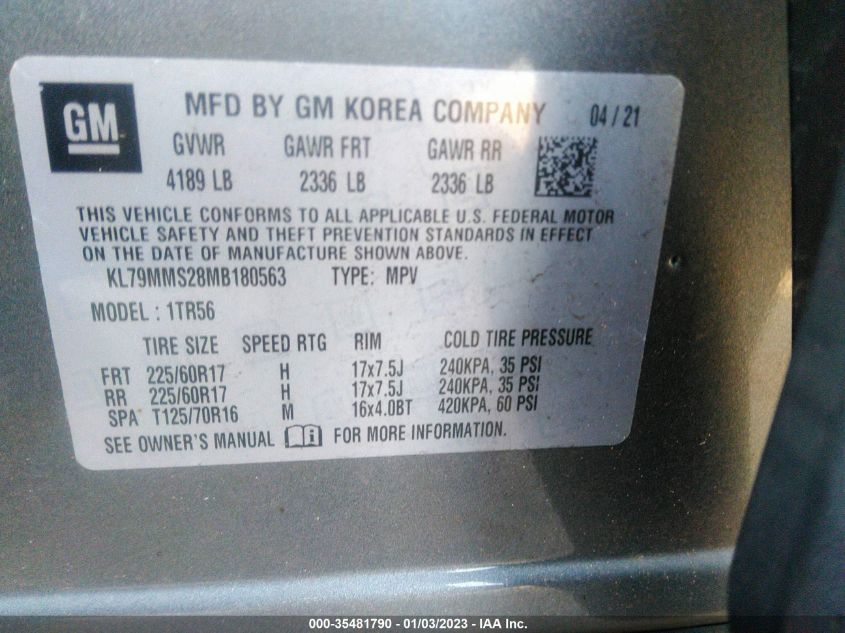 GM
MFD BY GM KOREA COMPANY 04 / 21
GVWR GAWR FRT GAWR RR
4189 LB 2336 LB 2336 LB
THIS VEHICLE CONFORMS TO ALL APPLICABLE U.S. FEDERAL MOTOR
VEHICLE SAFETY AND THEFT PREVENTION STANDARDS IN EFFECT
ON THE DATE OF MANUFACTURE SHOWN ABOVE.
KL79MMS28MB180563 TYPE: MPV
MODEL : 1TR56
TIRE SIZE SPEED RTG RIM COLD TIRE PRESSURE
FRT 225/60R17 H 17x7.5J 240KPA, 35 PSI
RR 225/60R17 H 17x7.5J 240KPA, 35 PSI
SPA T125/70R16 M 16x4.0BT 420KPA, 60 PSI
SEE OWNER'S MANUAL i FOR MORE INFORMATION.
000-35481790 - 01/03/2023 - IAA Inc.